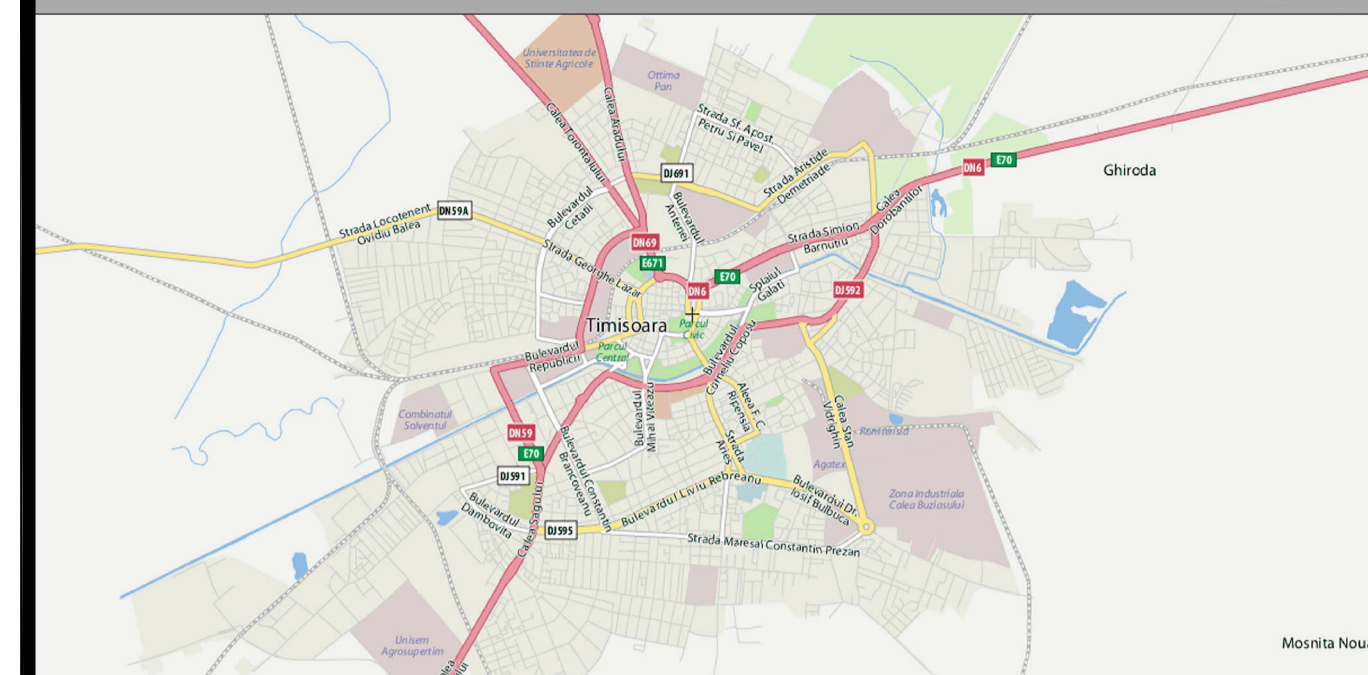 Universitatea de
Stiinte Agricole
Ottima
Pan
Calea Torontalului
Calea Aradului
Strada Sf. Apost.
Petru Si Pavel
DJ691
Strada Aristide
Demetriade
DN6
E70
Ghiroda
Bulevardul
Cetatii
Bulevardul
Antenei
Calea
Dorobantilor
DN59A
Strada Locotenent
Ovidiu Balea
Strada Simion
Barnutiu
Strada Georghe Lazar
DN69
E671
E70
DN6
Splaiul
Galati
DJ592
Timisoara
Parcul
Civic
Parcul
Central
Bulevardul
Republicii
Bulevardul
Corneliu Coposu
Bulevardul
Mihai Viteazu
Aleea F. C.
Ripensia
Calea Stan
Vidrighin
Combinatul
Solventul
DN59
E70
DJ591
Bulevardul Constantin
Brancoveanu
Strada
Aries
Romtensid
Agatex
Zona Industriala
Calea Buziasului
Bulevardul
Dambovita
Calea Sagului
DJ595
Bulevardul Liviu Rebreanu
Bulevardul Dr.
Iosif Bulbuca
Strada Maresal Constantin Prezan
Unisem
Agrosupertim
Mosnita Noua